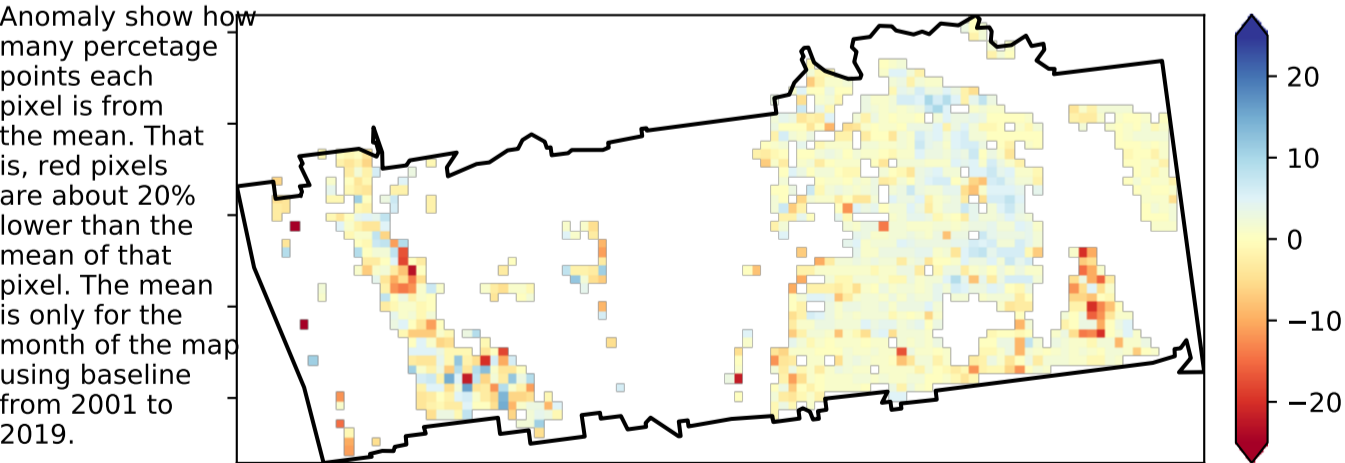 Anomaly show how
many percetage
points each
pixel is from
the mean. That
is, red pixels
are about 20%
lower than the
mean of that
pixel. The mean
is only for the
month of the map
using baseline
from 2001 to
2019.
20
10
0
−10
−20